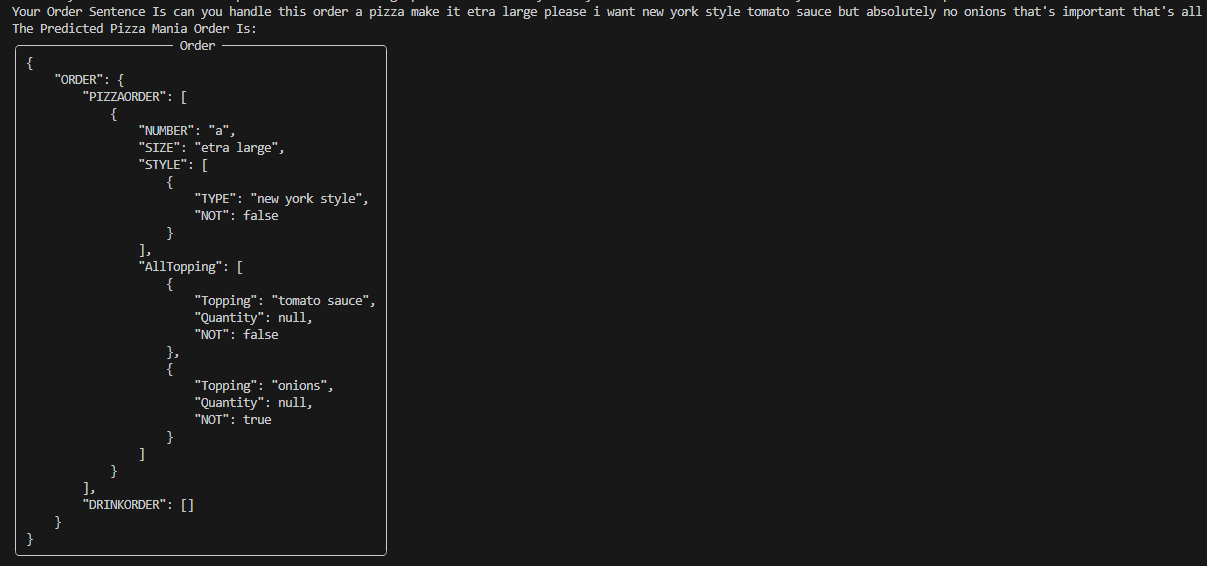 Your Order Sentence Is can you handle this order a pizza make it etra large please i want new york style tomato sauce but absolutely no onions that's important that's all
The Predicted Pizza Mania Order Is:
Order
{
    "ORDER": {
        "PIZZAORDER": [
            {
                "NUMBER": "a",
                "SIZE": "etra large",
                "STYLE": [
                    {
                        "TYPE": "new york style",
                        "NOT": false
                    }
                ],
                "AllTopping": [
                    {
                        "Topping": "tomato sauce",
                        "Quantity": null,
                        "NOT": false
                    },
                    {
                        "Topping": "onions",
                        "Quantity": null,
                        "NOT": true
                    }
                ]
            }
        ],
        "DRINKORDER": []
    }
}